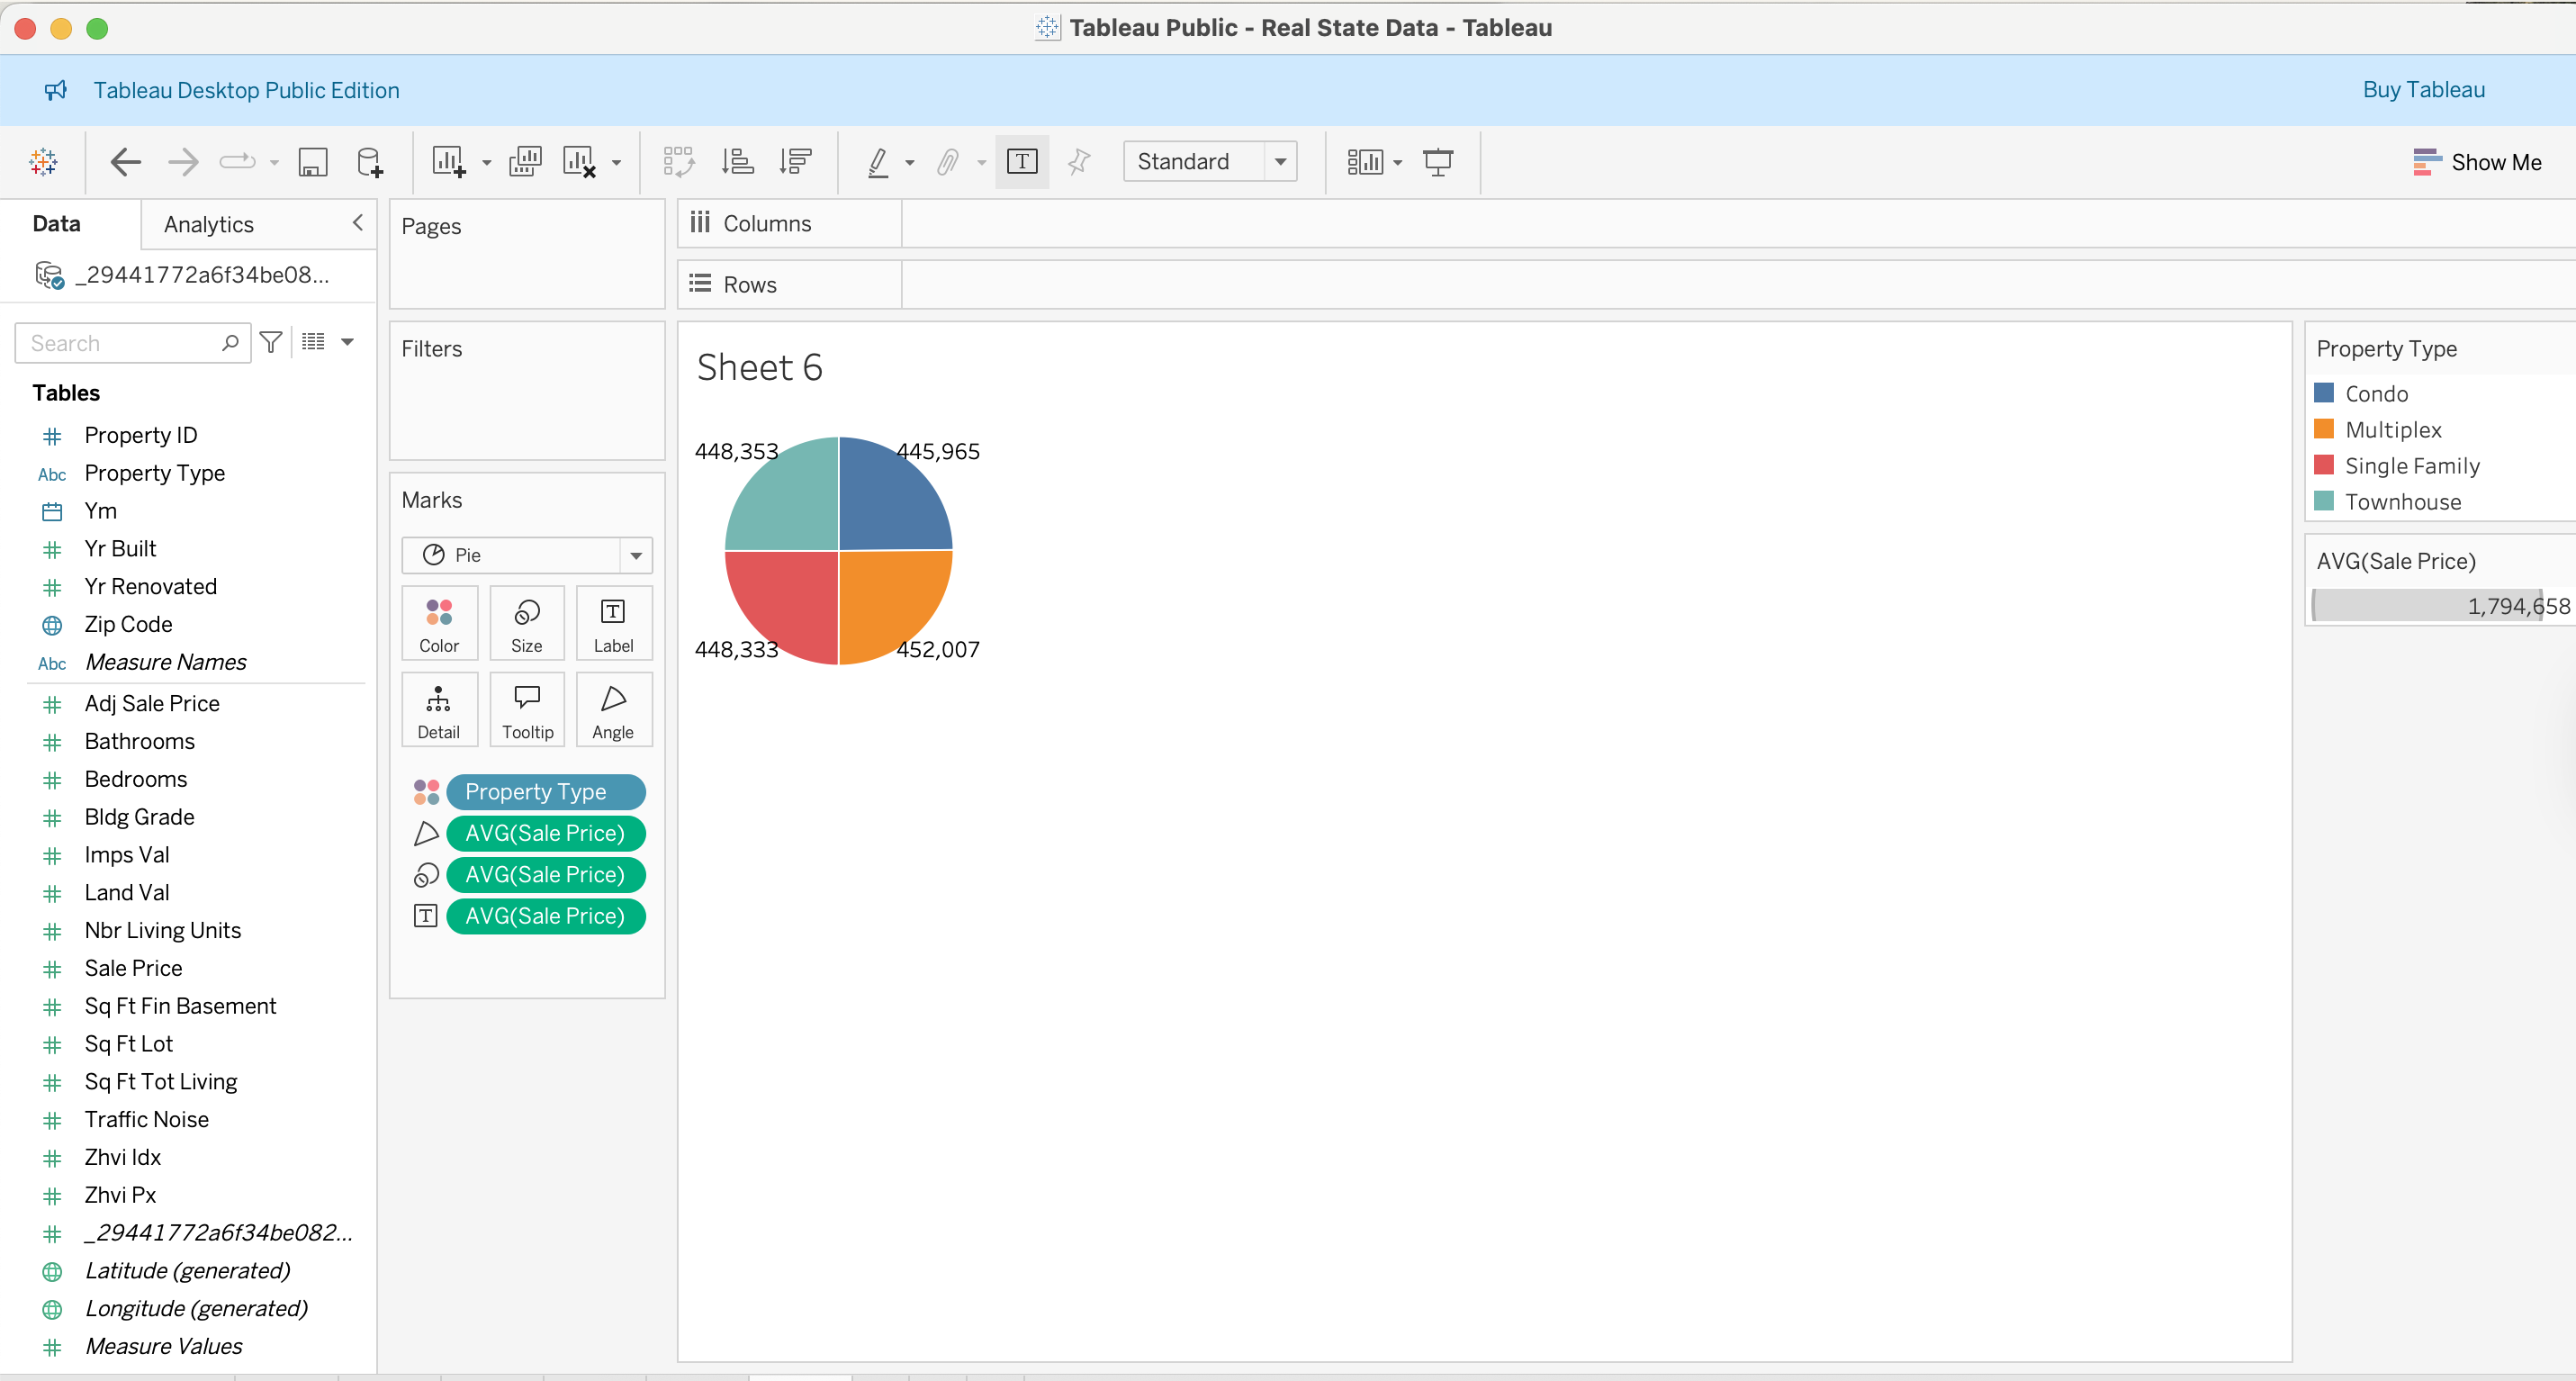 Tableau Public - Real State Data - Tableau
Tableau Desktop Public Edition
Buy Tableau
Standard
Show Me
Data
Analytics
_29441772a6f34be08...
Search
Tables
Property ID
Abc Property Type
Ym
Yr Built
Yr Renovated
Zip Code
Abc Measure Names
Adj Sale Price
Bathrooms
Bedrooms
Bldg Grade
Imps Val
Land Val
Nbr Living Units
Sale Price
Sq Ft Fin Basement
Sq Ft Lot
Sq Ft Tot Living
Traffic Noise
Zhvi Idx
Zhvi Px
_29441772a6f34be082...
Latitude (generated)
Longitude (generated)
Measure Values
Pages
Filters
Marks
Pie
Color Size Label
Detail Tooltip Angle
Property Type
AVG(Sale Price)
AVG(Sale Price)
AVG(Sale Price)
Columns
Rows
Sheet 6
448,353 445,965
448,333 452,007
Property Type
Condo
Multiplex
Single Family
Townhouse
AVG(Sale Price)
1,794,658